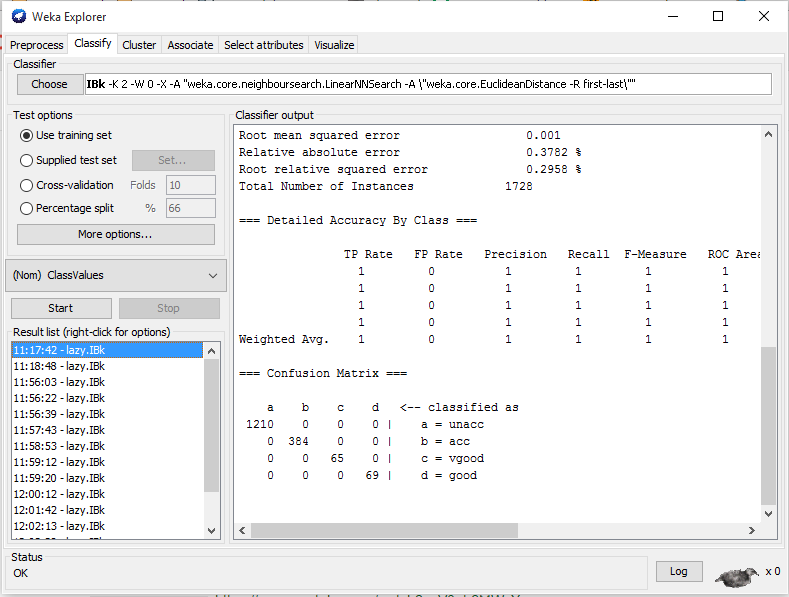 Weka Explorer
Preprocess Classify Cluster Associate Select attributes Visualize
Classifier
Choose IBk -K 2 -W 0 -X -A "weka.core.neighboursearch.LinearNNSearch -A \"weka.core.EuclideanDistance -R first-last\""
Test options
Use training set
Supplied test set Set...
Cross-validation Folds 10
Percentage split % 66
More options...
(Nom) ClassValues
Start Stop
Result list (right-click for options)
11:17:42 - lazy.IBk
11:18:48 - lazy.IBk
11:56:03 - lazy.IBk
11:56:22 - lazy.IBk
11:56:39 - lazy.IBk
11:57:43 - lazy.IBk
11:58:53 - lazy.IBk
11:59:12 - lazy.IBk
11:59:20 - lazy.IBk
12:00:12 - lazy.IBk
12:01:42 - lazy.IBk
12:02:13 - lazy.IBk
Classifier output
Root mean squared error 0.001
Relative absolute error 0.3782 %
Root relative squared error 0.2958 %
Total Number of Instances 1728
=== Detailed Accuracy By Class ===
TP Rate FP Rate Precision Recall F-Measure ROC Area
1 0 1 1 1 1
1 0 1 1 1 1
1 0 1 1 1 1
1 0 1 1 1 1
Weighted Avg. 1 0 1 1 1 1
=== Confusion Matrix ===
a b c d <-- classified as
1210 0 0 0 | a = unacc
0 384 0 0 | b = acc
0 0 65 0 | c = vgood
0 0 0 69 | d = good
Status
OK
Log
x 0